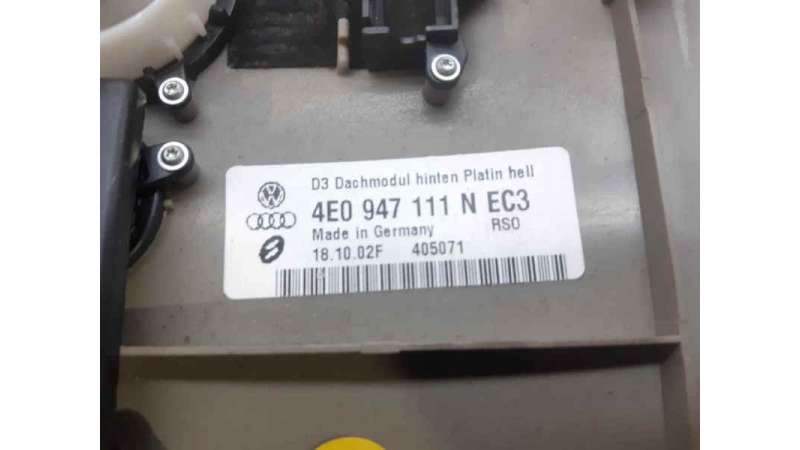 D3 Dachmodul hinten Platin hell
4E0 947 111 N EC3
Made in Germany RSO
18.10.02F 405071